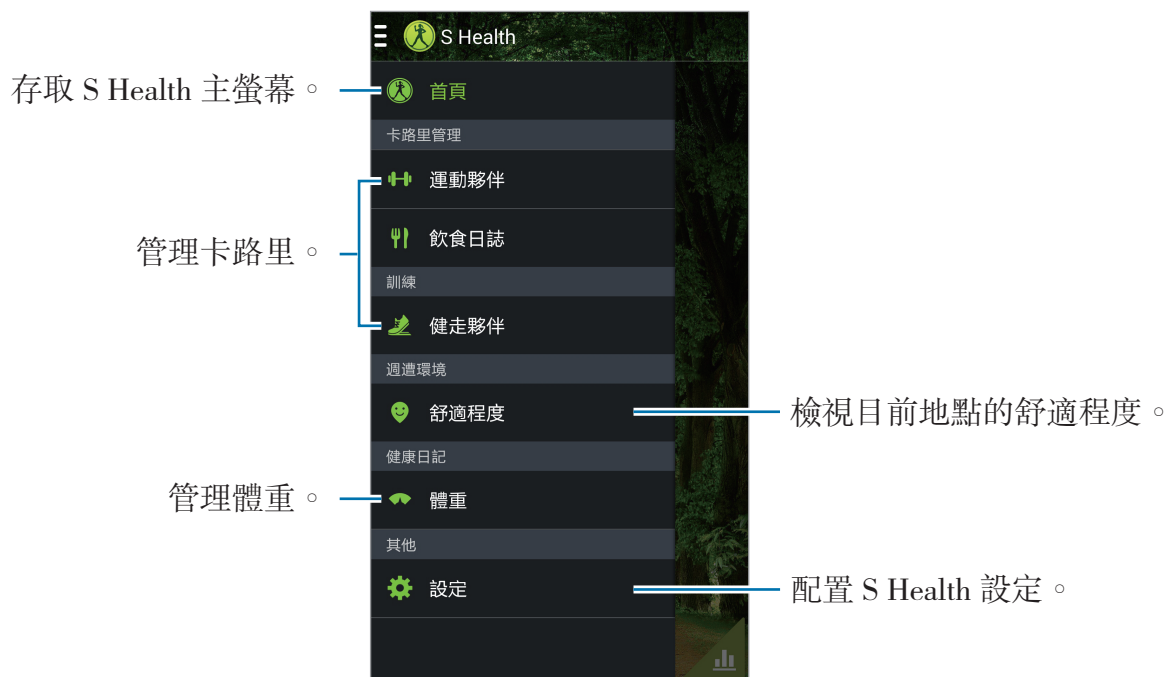 S Health
存取 S Health 主螢幕。
首頁
卡路里管理
運動夥伴
管理卡路里。
飲食日誌
訓練
健走夥伴
週遭環境
舒適程度
檢視目前地點的舒適程度。
健康日記
管理體重。
體重
其他
設定
配置 S Health 設定。